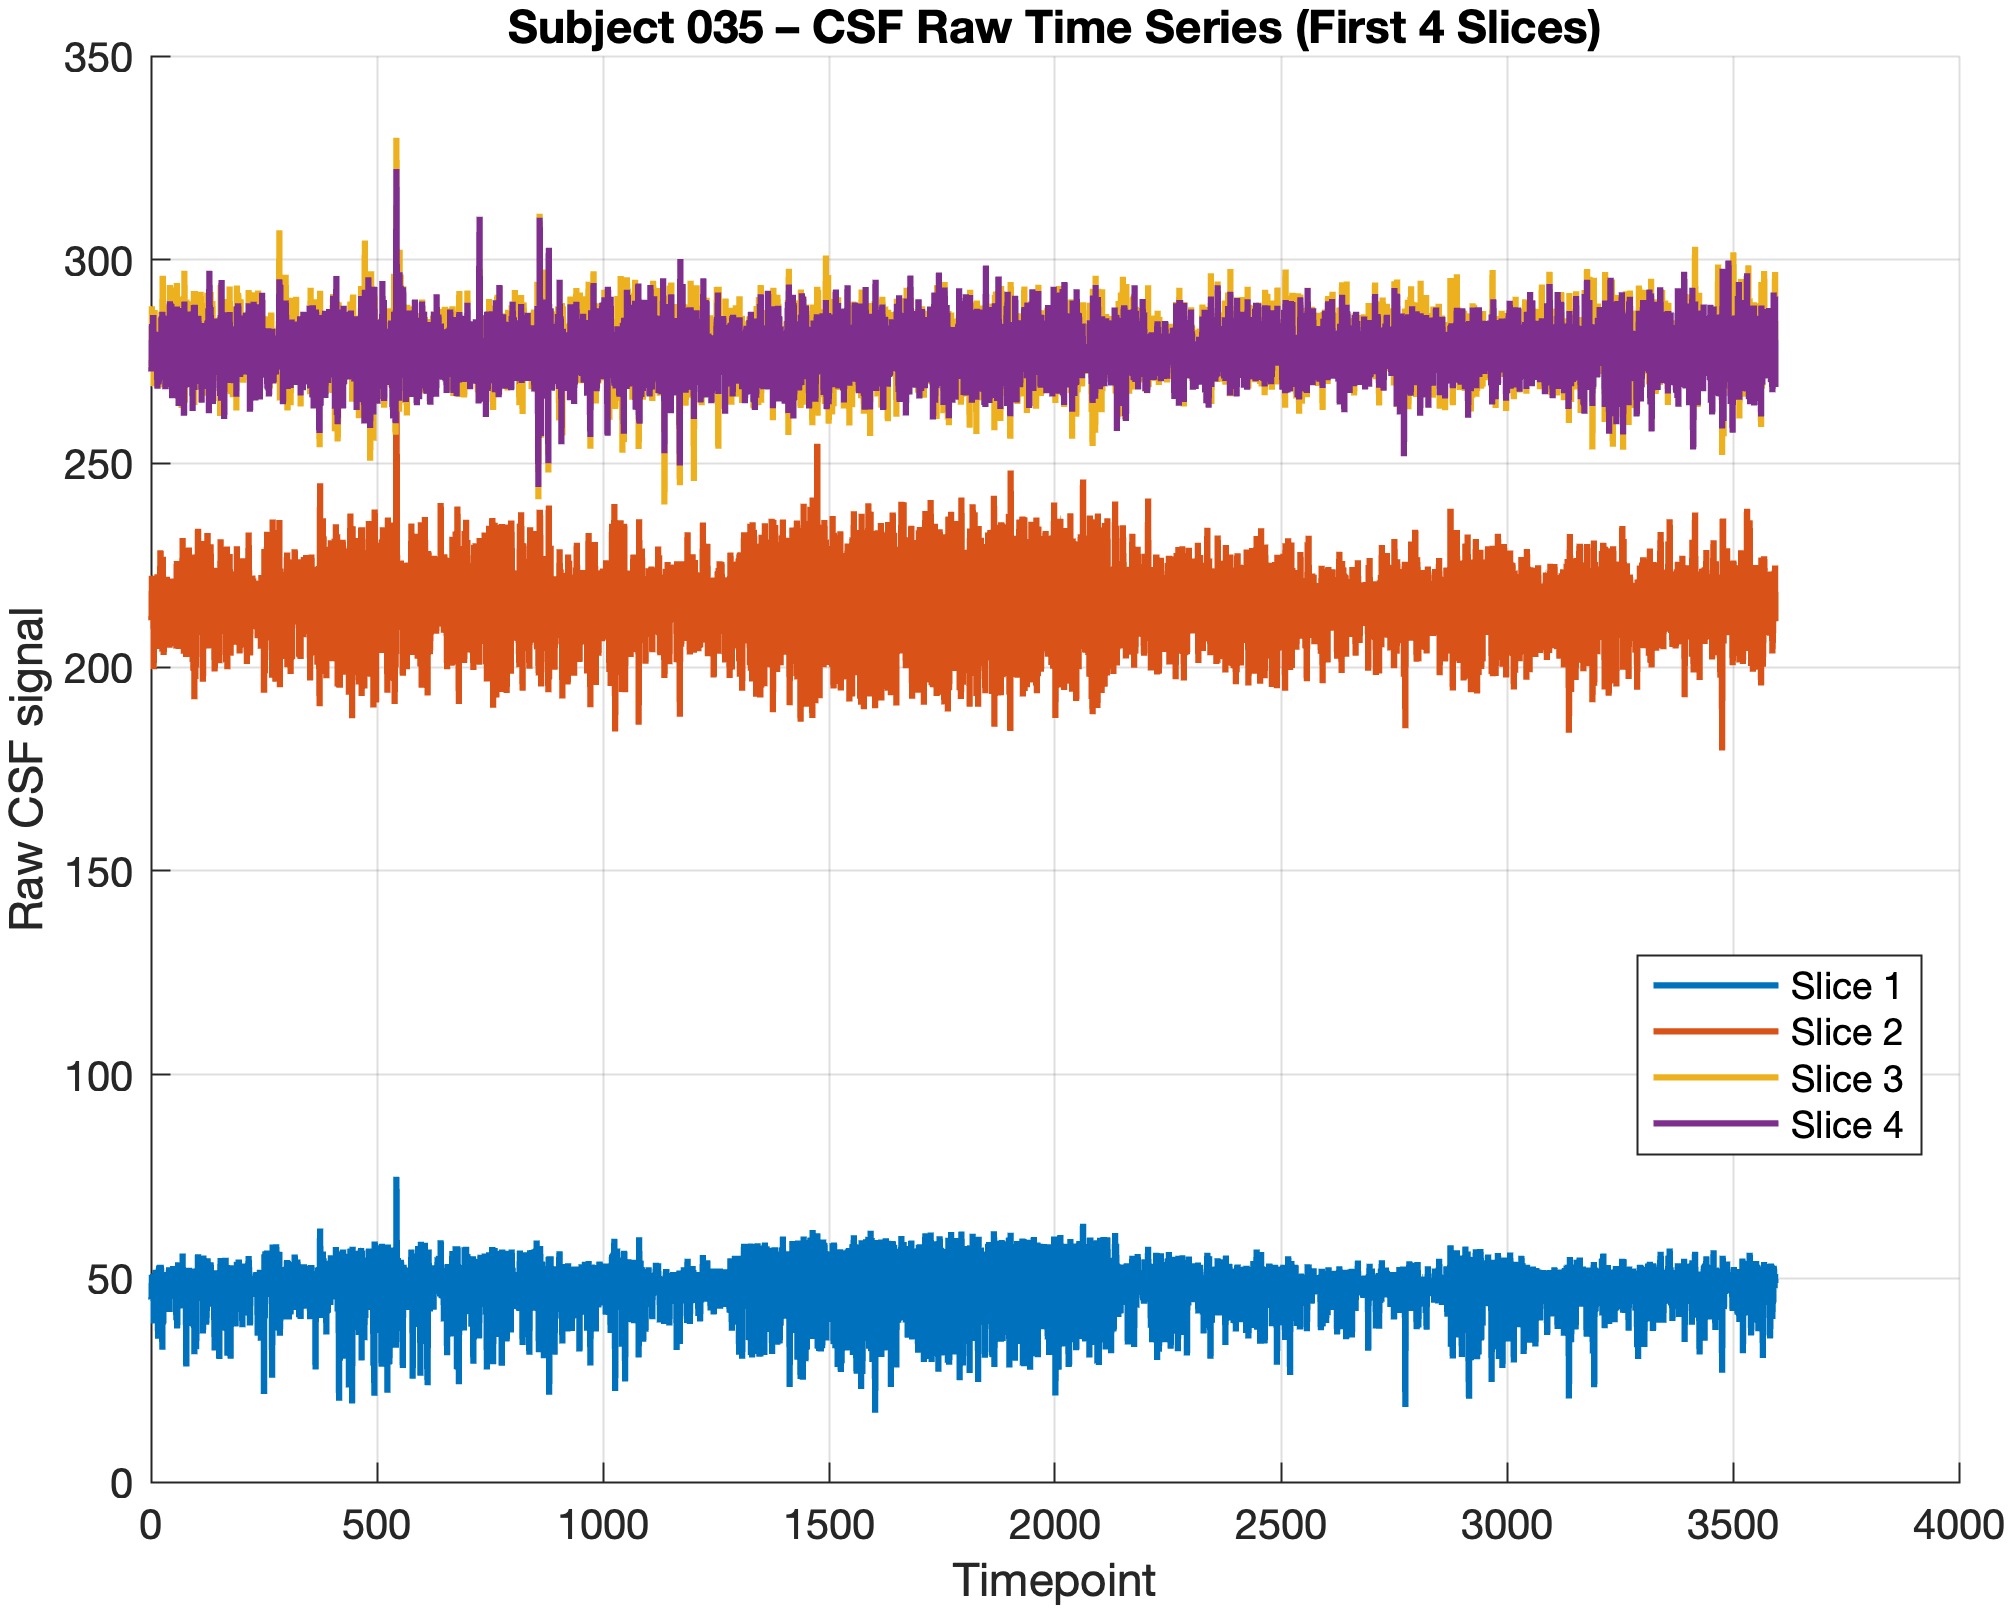 Subject 035 – CSF Raw Time Series (First 4 Slices)
350
300
250
200
150
100
50
0
Raw CSF signal
Slice 1
Slice 2
Slice 3
Slice 4
0 500 1000 1500 2000 2500 3000 3500 4000
Timepoint